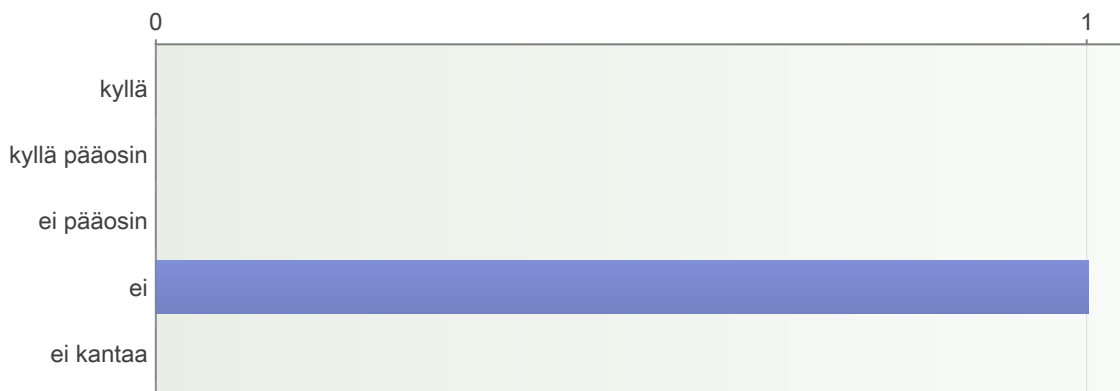 0 1
kyllä
kyllä pääosin
ei pääosin
ei
ei kantaa